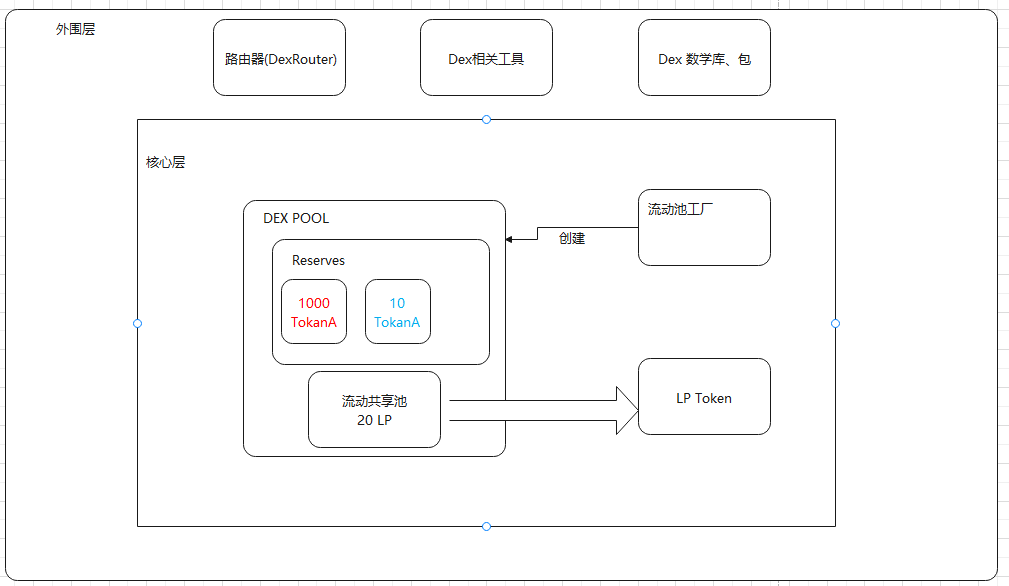 外围层
路由器(DexRouter)
Dex相关工具
Dex 数学库、包
核心层
DEX POOL
流动池工厂
创建
Reserves
1000
TokanA
10
TokanA
流动共享池
20 LP
LP Token